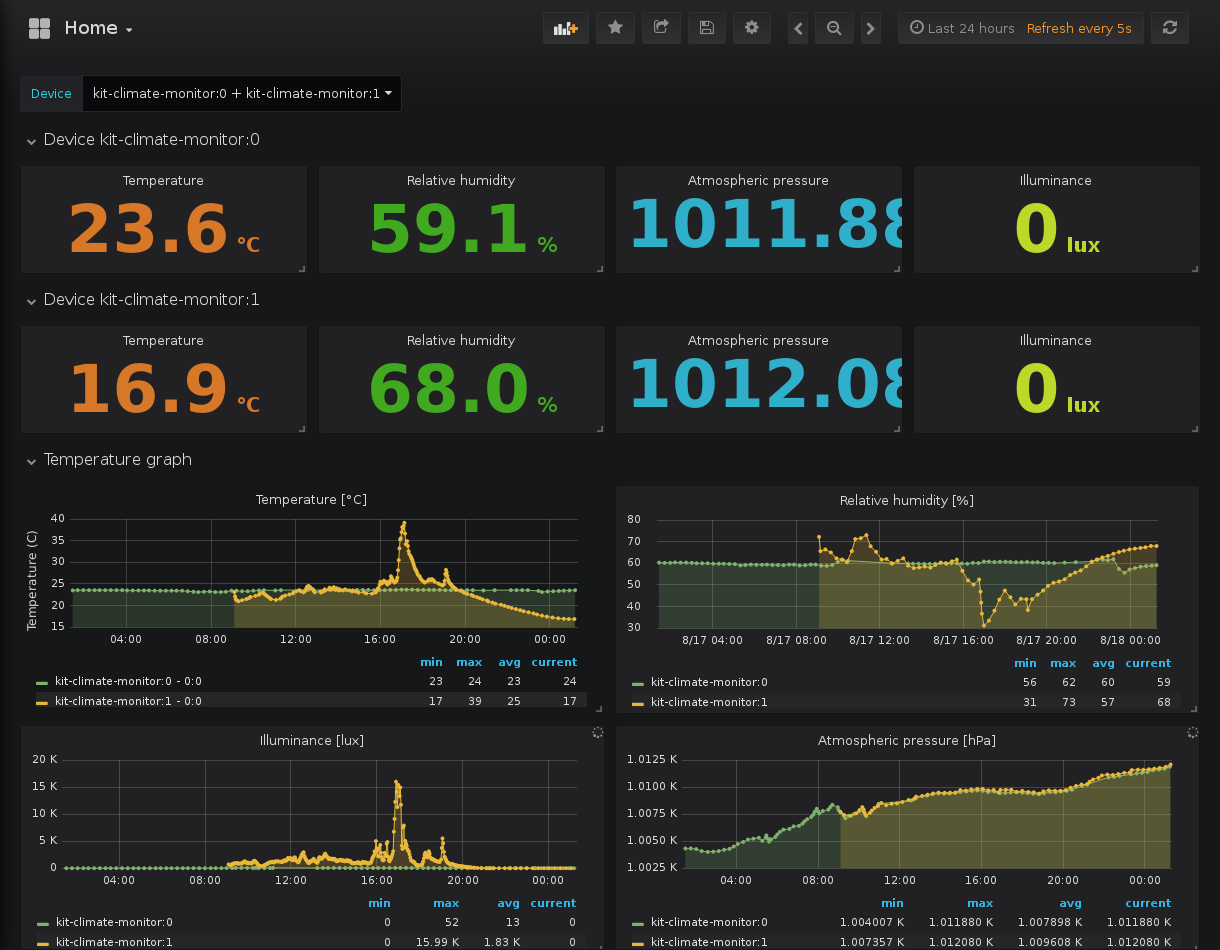 Home
Last 24 hours Refresh every 5s
Device kit-climate-monitor:0 + kit-climate-monitor:1
Device kit-climate-monitor:0
Temperature Relative humidity Atmospheric pressure Illuminance
23.6 °C 59.1 % 1011.88 0 lux
Device kit-climate-monitor:1
Temperature Relative humidity Atmospheric pressure Illuminance
16.9 °C 68.0 % 1012.08 0 lux
Temperature graph
Temperature [°C]
Temperature (C)
40
35
30
25
20
15
04:00 08:00 12:00 16:00 20:00 00:00
min max avg current
kit-climate-monitor:0 - 0:0 23 24 23 24
kit-climate-monitor:1 - 0:0 17 39 25 17
Relative humidity [%]
80
70
60
50
40
30
8/17 04:00 8/17 08:00 8/17 12:00 8/17 16:00 8/17 20:00 8/18 00:00
min max avg current
kit-climate-monitor:0 56 62 60 59
kit-climate-monitor:1 31 73 57 68
Illuminance [lux]
20 K
15 K
10 K
5 K
0
04:00 08:00 12:00 16:00 20:00 00:00
min max avg current
kit-climate-monitor:0 0 52 13 0
kit-climate-monitor:1 0 15.99 K 1.83 K 0
Atmospheric pressure [hPa]
1.0125 K
1.0100 K
1.0075 K
1.0050 K
1.0025 K
04:00 08:00 12:00 16:00 20:00 00:00
min max avg current
kit-climate-monitor:0 1.004007 K 1.011880 K 1.007898 K 1.011880 K
kit-climate-monitor:1 1.007357 K 1.012080 K 1.009608 K 1.012080 K